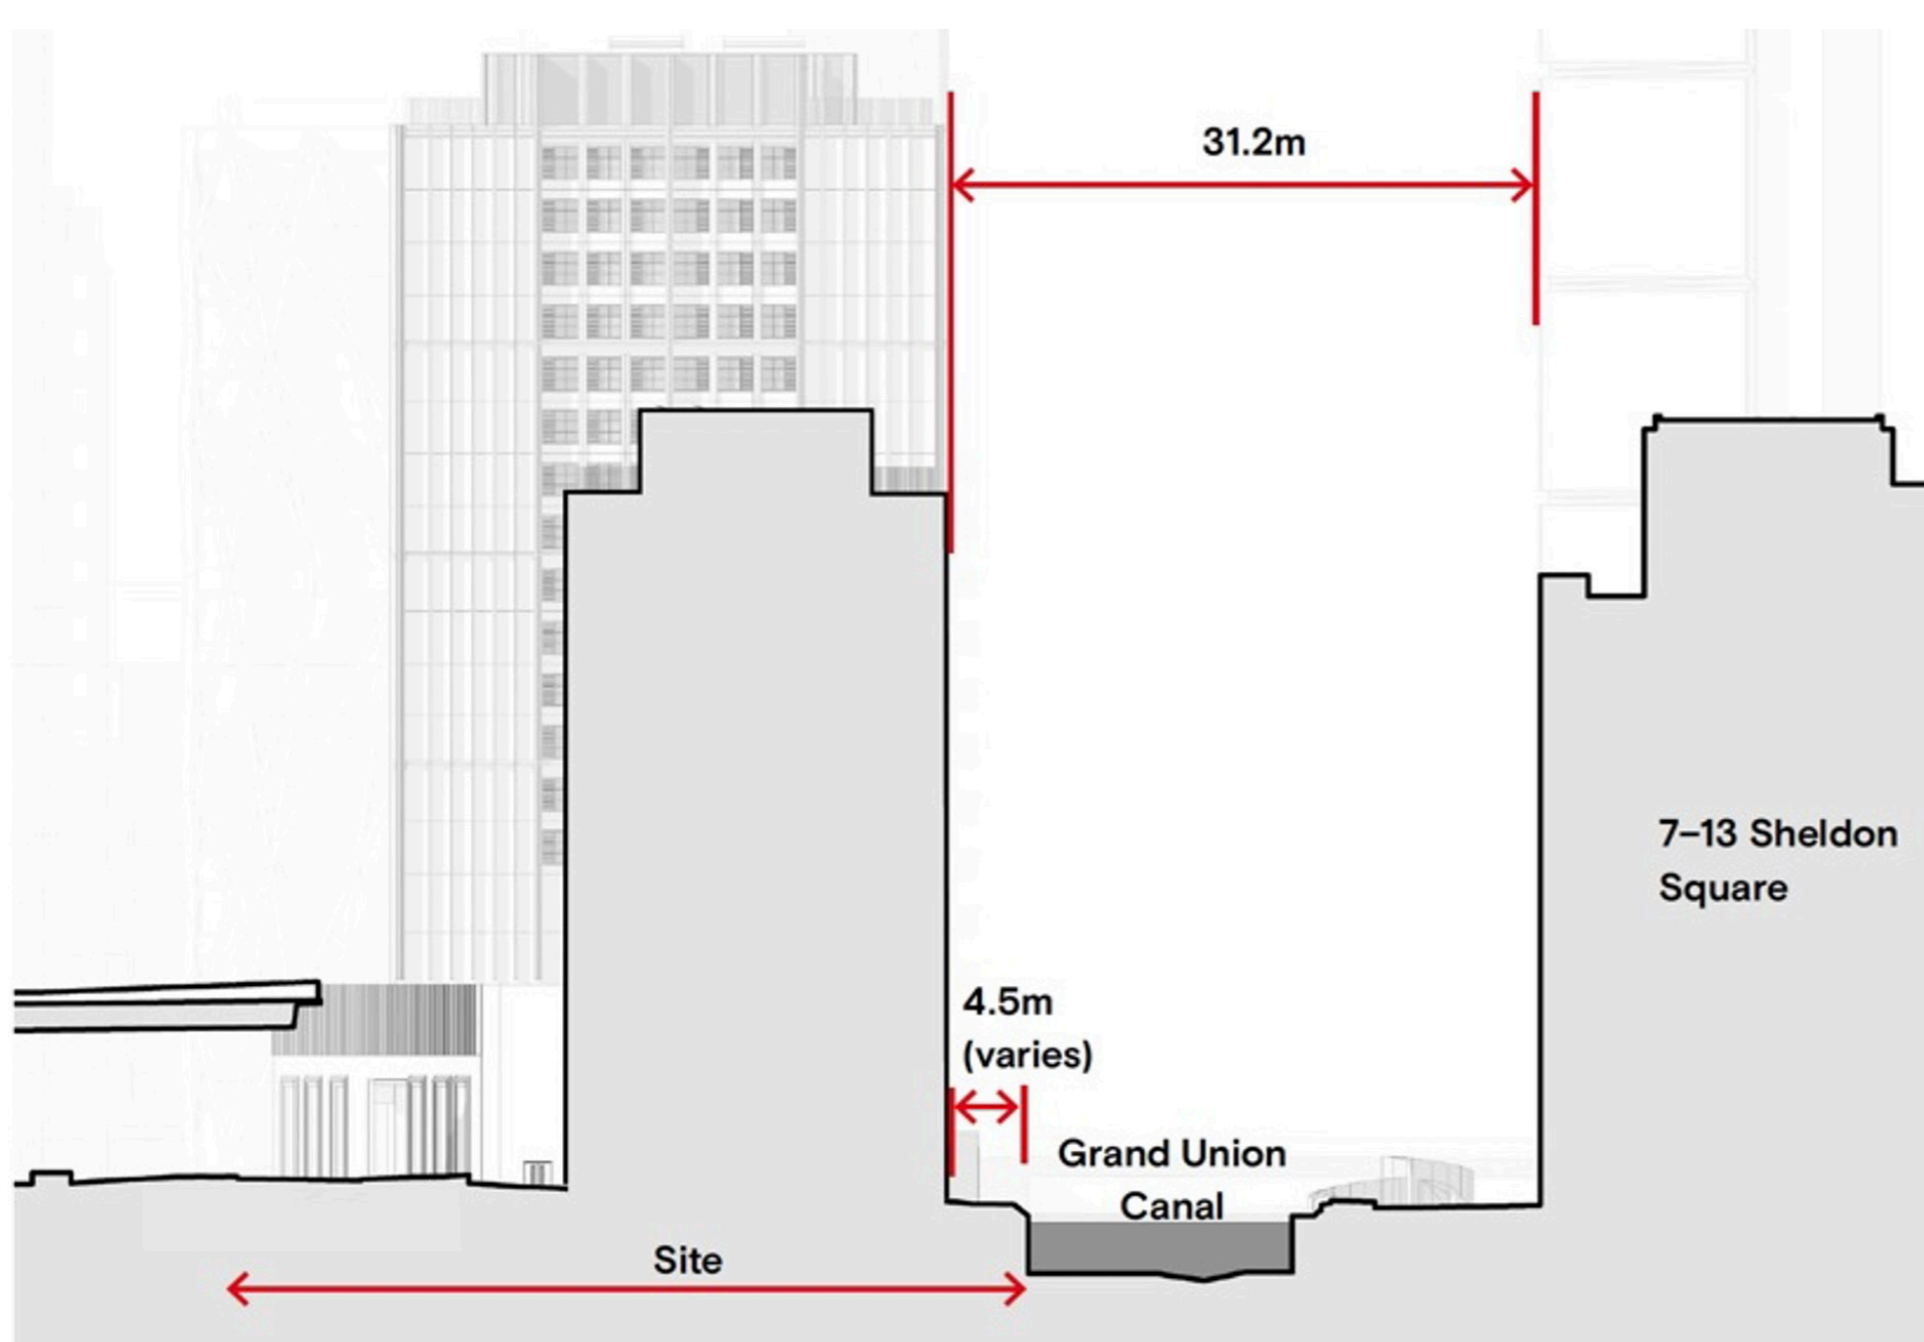 31.2m
7–13 Sheldon
Square
4.5m
(varies)
Grand Union
Canal
Site